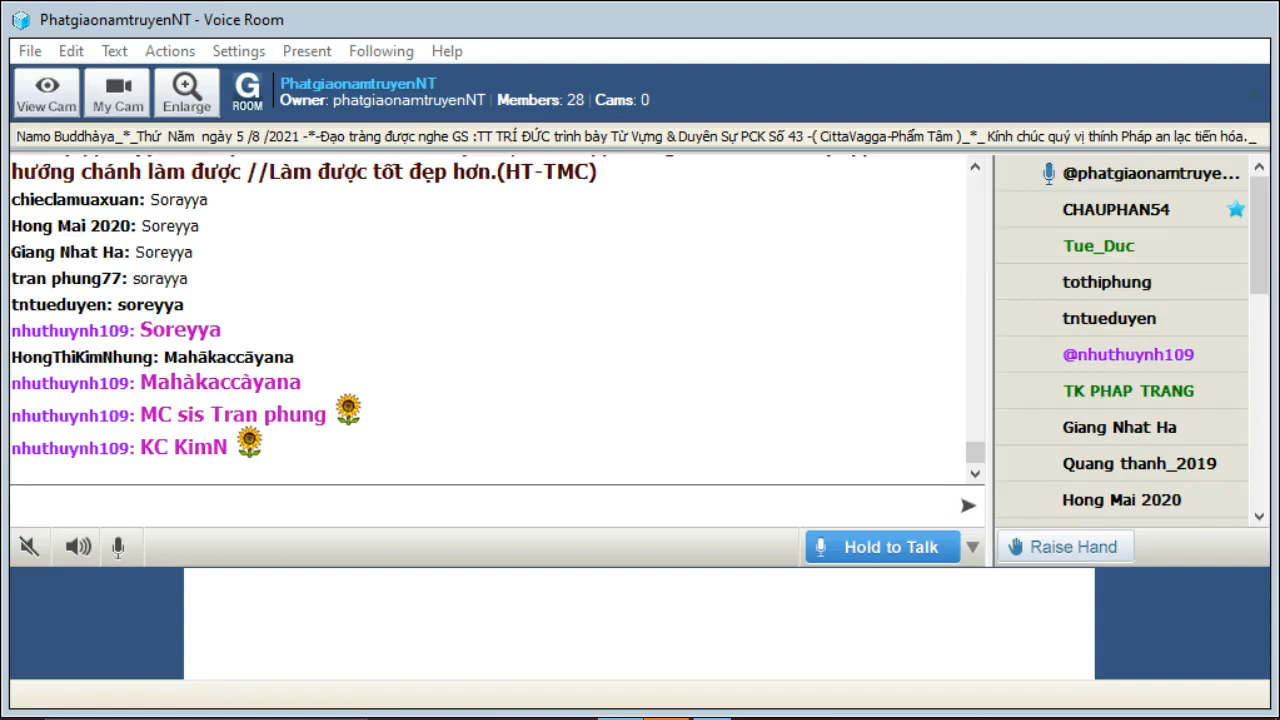 PhatgiaonamtruyenNT - Voice Room
File Edit Text Actions Settings Present Following Help
View Cam My Cam Enlarge G ROOM
PhatgiaonamtruyenNT
Owner: phatgiaonamtruyenNT | Members: 28 | Cams: 0
Namo Buddhàya_*_Thứ Năm ngày 5 /8 /2021 -*-Đạo tràng được nghe GS :TT TRÍ ĐỨC trình bày Từ Vựng & Duyên Sự PCK Số 43 -( CittaVagga-Phẩm Tâm )_*_ Kính chúc quý vị thính Pháp an lạc tiến hóa._
hướng chánh làm được //Làm được tốt đẹp hơn.(HT-TMC)
chieclamuaxuan: Sorayya
Hong Mai 2020: Soreyya
Giang Nhat Ha: Soreyya
tran phung77: sorayya
tntueduyen: soreyya
nhuthuynh109: Soreyya
HongThiKimNhung: Mahākaccāyana
nhuthuynh109: Mahàkaccàyana
nhuthuynh109: MC sis Tran phung
nhuthuynh109: KC KimN
@phatgiaonamtruye...
CHAUPHAN54
Tue_Duc
tothiphung
tntueduyen
@nhuthuynh109
TK PHAP TRANG
Giang Nhat Ha
Quang thanh_2019
Hong Mai 2020
Hold to Talk
Raise Hand